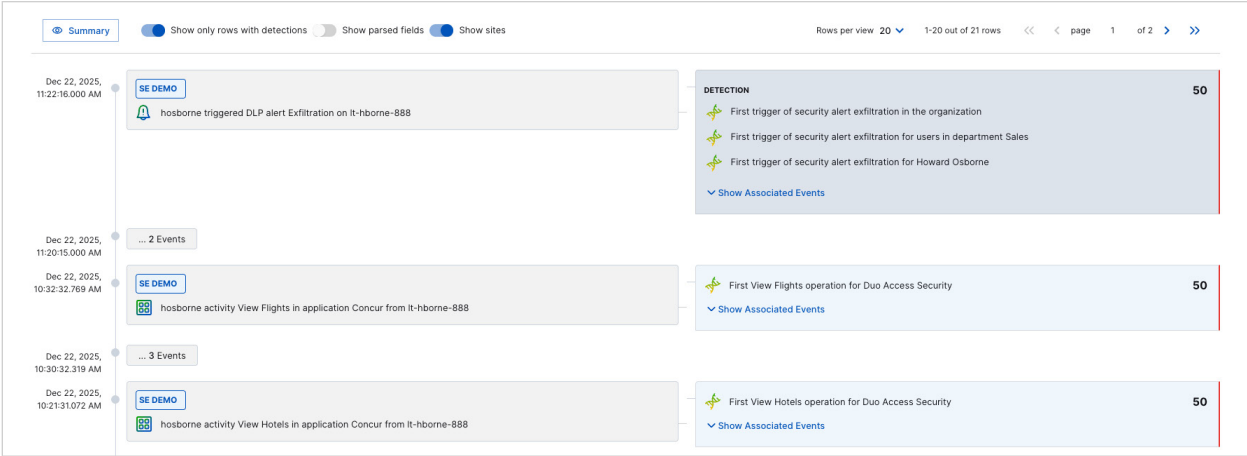 Summary
Show only rows with detections
Show parsed fields
Show sites
Rows per view 20
1-20 out of 21 rows
page 1 of 2
Dec 22, 2025,
11:22:16.000 AM
SE DEMO
hosborne triggered DLP alert Exfiltration on lt-hborne-888
DETECTION
50
First trigger of security alert exfiltration in the organization
First trigger of security alert exfiltration for users in department Sales
First trigger of security alert exfiltration for Howard Osborne
Show Associated Events
Dec 22, 2025,
11:20:15.000 AM
... 2 Events
Dec 22, 2025,
10:32:32.769 AM
SE DEMO
hosborne activity View Flights in application Concur from lt-hborne-888
First View Flights operation for Duo Access Security
50
Show Associated Events
Dec 22, 2025,
10:30:32.319 AM
... 3 Events
Dec 22, 2025,
10:21:31.072 AM
SE DEMO
hosborne activity View Hotels in application Concur from lt-hborne-888
First View Hotels operation for Duo Access Security
50
Show Associated Events